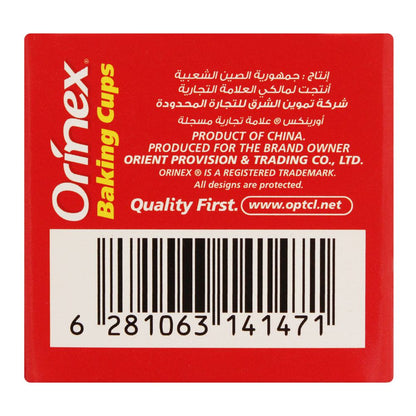 Orinex®
Baking Cups
إنتاج : جمهورية الصين الشعبية
أنتجت لمالكي العلامة التجارية
شركة تموين الشرق للتجارة المحدودة
أورينكس ® علامة تجارية مسجلة
PRODUCT OF CHINA.
PRODUCED FOR THE BRAND OWNER
ORIENT PROVISION & TRADING CO., LTD.
ORINEX ® IS A REGISTERED TRADEMARK.
All designs are protected.
Quality First. www.optcl.net
6 281063 141471